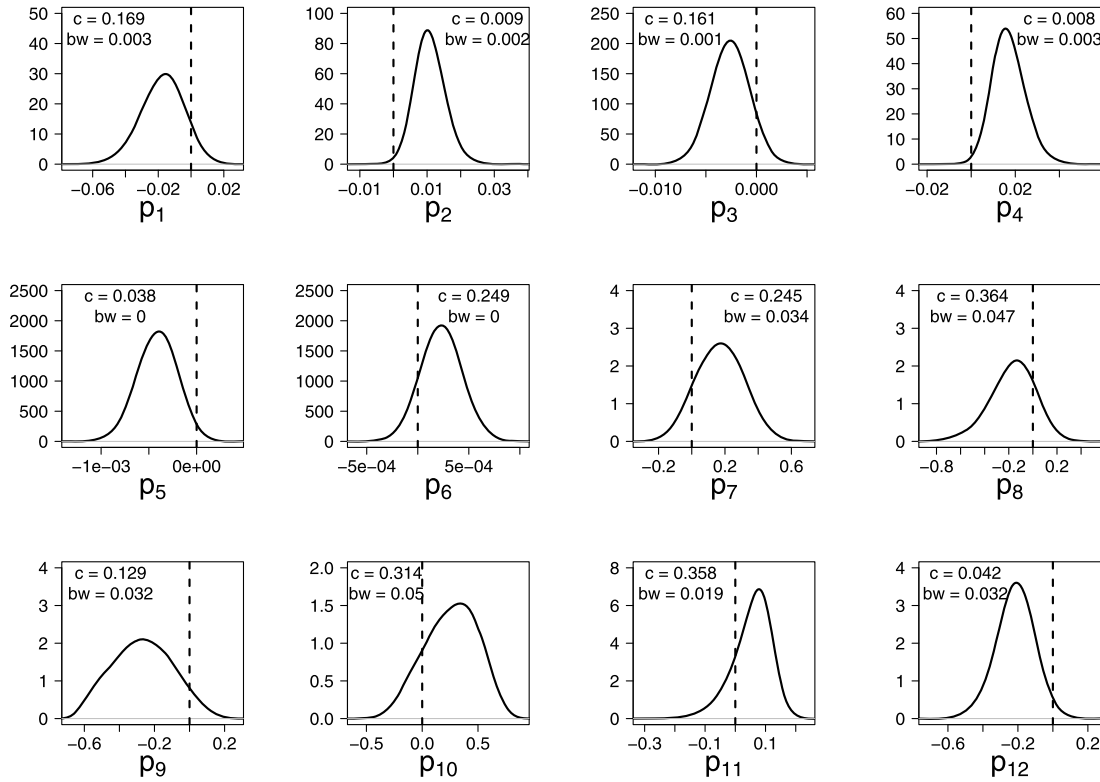 c = 0.169
bw = 0.003
50
40
30
20
10
0
−0.06 −0.02 0.02
p1
c = 0.009
bw = 0.002
100
80
60
40
20
0
−0.01 0.01 0.03
p2
c = 0.161
bw = 0.001
250
200
150
100
50
0
−0.010 0.000
p3
c = 0.008
bw = 0.003
60
50
40
30
20
10
0
−0.02 0.02
p4
c = 0.038
bw = 0
2500
2000
1500
1000
500
0
−1e−03 0e+00
p5
c = 0.249
bw = 0
2500
2000
1500
1000
500
0
−5e−04 5e−04
p6
c = 0.245
bw = 0.034
4
3
2
1
0
−0.2 0.2 0.6
p7
c = 0.364
bw = 0.047
4
3
2
1
0
−0.8 −0.2 0.2
p8
c = 0.129
bw = 0.032
4
3
2
1
0
−0.6 −0.2 0.2
p9
c = 0.314
bw = 0.05
2.0
1.5
1.0
0.5
0.0
−0.5 0.0 0.5
p10
c = 0.358
bw = 0.019
8
6
4
2
0
−0.3 −0.1 0.1
p11
c = 0.042
bw = 0.032
4
3
2
1
0
−0.6 −0.2 0.2
p12